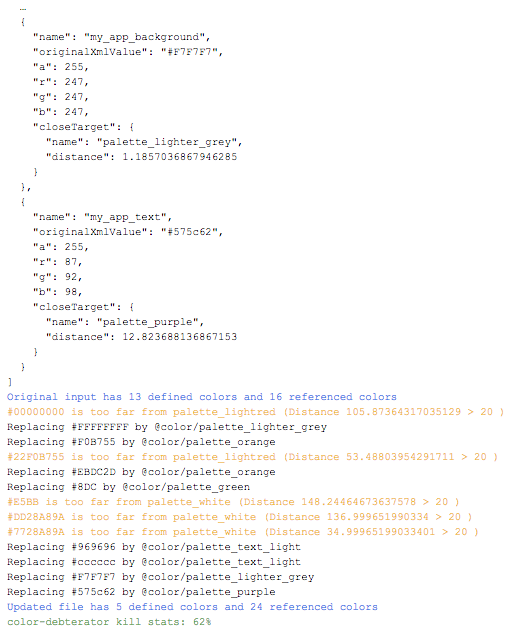 …
{
"name": "my_app_background",
"originalXmlValue": "#F7F7F7",
"a": 255,
"r": 247,
"g": 247,
"b": 247,
"closeTarget": {
"name": "palette_lighter_grey",
"distance": 1.1857036867946285
}
},
{
"name": "my_app_text",
"originalXmlValue": "#575c62",
"a": 255,
"r": 87,
"g": 92,
"b": 98,
"closeTarget": {
"name": "palette_purple",
"distance": 12.823688136867153
}
}
]
Original input has 13 defined colors and 16 referenced colors
#00000000 is too far from palette_lightred (Distance 105.87364317035129 > 20 )
Replacing #FFFFFFFF by @color/palette_lighter_grey
Replacing #F0B755 by @color/palette_orange
#22F0B755 is too far from palette_lightred (Distance 53.48803954291711 > 20 )
Replacing #EBDC2D by @color/palette_orange
Replacing #8DC by @color/palette_green
#E5BB is too far from palette_white (Distance 148.24464673637578 > 20 )
#DD28A89A is too far from palette_white (Distance 136.999651990334 > 20 )
#7728A89A is too far from palette_white (Distance 34.99965199033401 > 20 )
Replacing #969696 by @color/palette_text_light
Replacing #cccccc by @color/palette_text_light
Replacing #F7F7F7 by @color/palette_lighter_grey
Replacing #575c62 by @color/palette_purple
Updated file has 5 defined colors and 24 referenced colors
color-debterator kill stats: 62%